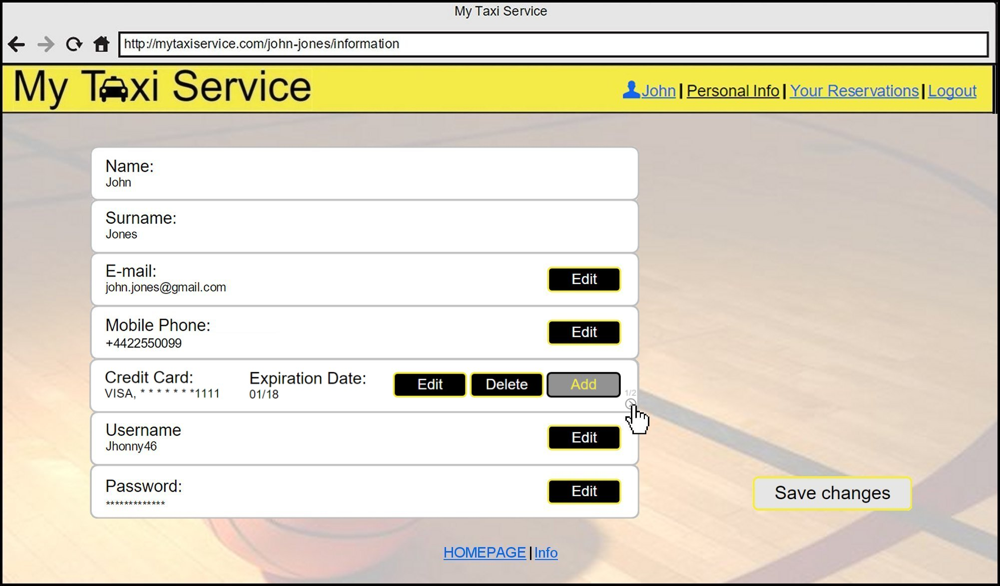 My Taxi Service
http://mytaxiservice.com/john-jones/information
My Taxi Service
John | Personal Info | Your Reservations | Logout
Name:
John
Surname:
Jones
E-mail:
john.jones@gmail.com
Edit
Mobile Phone:
+4422550099
Edit
Credit Card: Expiration Date:
VISA, * * * * * * *1111 01/18
Edit Delete Add
1/2
Username
Jhonny46
Edit
Password:
*************
Edit
Save changes
HOMEPAGE | Info